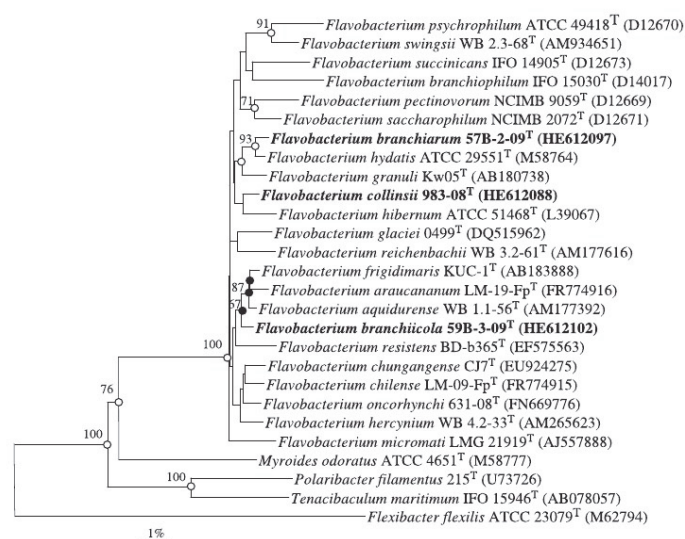 91
Flavobacterium psychrophilum ATCC 49418T (D12670)
Flavobacterium swingsii WB 2.3-68T (AM934651)
Flavobacterium succinicans IFO 14905T (D12673)
Flavobacterium branchiophilum IFO 15030T (D14017)
Flavobacterium pectinovorum NCIMB 9059T (D12669)
71
Flavobacterium saccharophilum NCIMB 2072T (D12671)
Flavobacterium branchiarum 57B-2-09T (HE612097)
93
Flavobacterium hydatis ATCC 29551T (M58764)
Flavobacterium granuli Kw05T (AB180738)
Flavobacterium collinsii 983-08T (HE612088)
Flavobacterium hibernum ATCC 51468T (L39067)
Flavobacterium glaciei 0499T (DQ515962)
Flavobacterium reichenbachii WB 3.2-61T (AM177616)
Flavobacterium frigidimaris KUC-1T (AB183888)
87
Flavobacterium araucananum LM-19-FpT (FR774916)
67
Flavobacterium aquidurense WB 1.1-56T (AM177392)
Flavobacterium branchiicola 59B-3-09T (HE612102)
Flavobacterium resistens BD-b365T (EF575563)
100
Flavobacterium chungangense CJ7T (EU924275)
Flavobacterium chilense LM-09-FpT (FR774915)
76
Flavobacterium oncorhynchi 631-08T (FN669776)
Flavobacterium hercynium WB 4.2-33T (AM265623)
100
Flavobacterium micromati LMG 21919T (AJ557888)
Myroides odoratus ATCC 4651T (M58777)
100
Polaribacter filamentus 215T (U73726)
Tenacibaculum maritimum IFO 15946T (AB078057)
Flexibacter flexilis ATCC 23079T (M62794)
1%